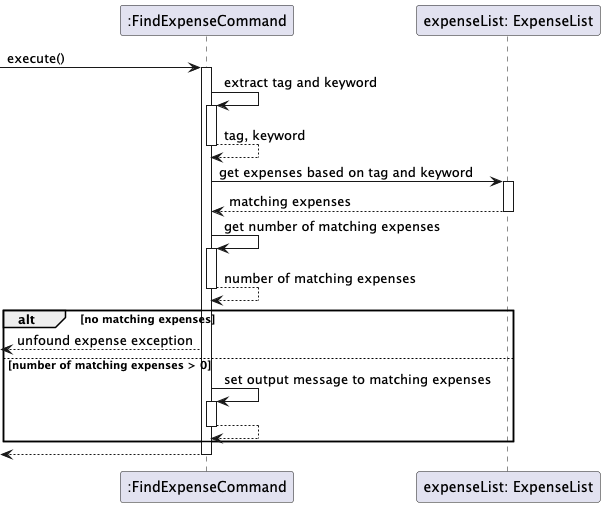 :FindExpenseCommand
expenseList: ExpenseList
execute()
extract tag and keyword
tag, keyword
get expenses based on tag and keyword
matching expenses
get number of matching expenses
number of matching expenses
alt [no matching expenses]
unfound expense exception
[number of matching expenses > 0]
set output message to matching expenses
:FindExpenseCommand
expenseList: ExpenseList